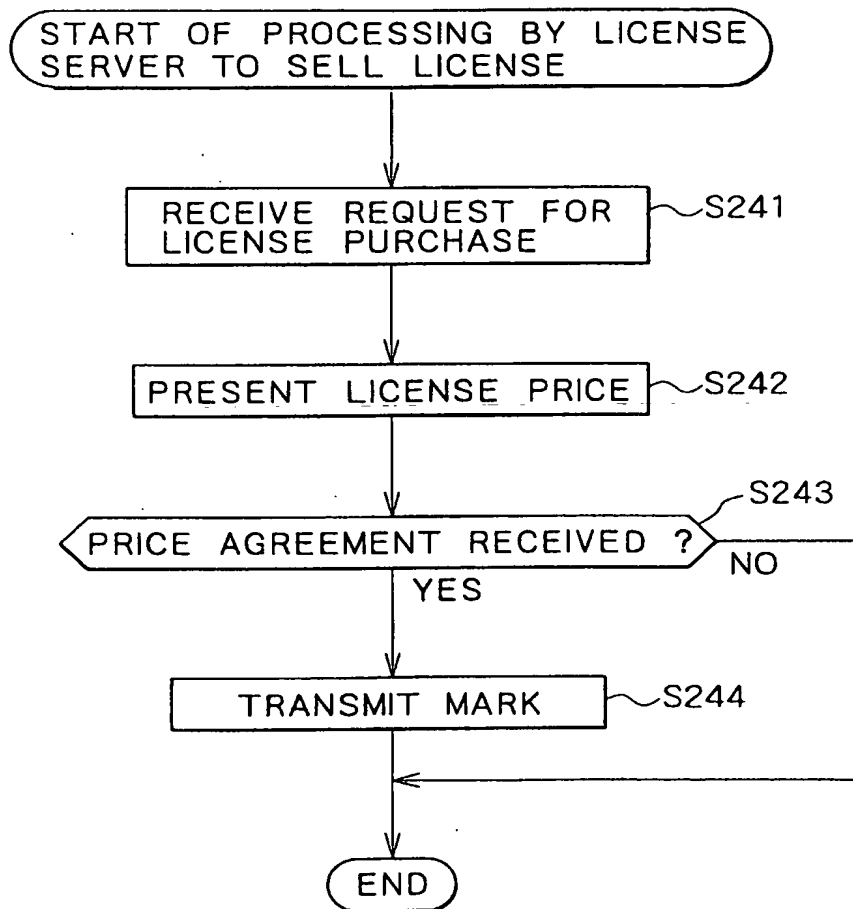 START OF PROCESSING BY LICENSE
SERVER TO SELL LICENSE
RECEIVE REQUEST FOR
LICENSE PURCHASE
S241
PRESENT LICENSE PRICE
S242
S243
PRICE AGREEMENT RECEIVED ?
NO
YES
TRANSMIT MARK
S244
END